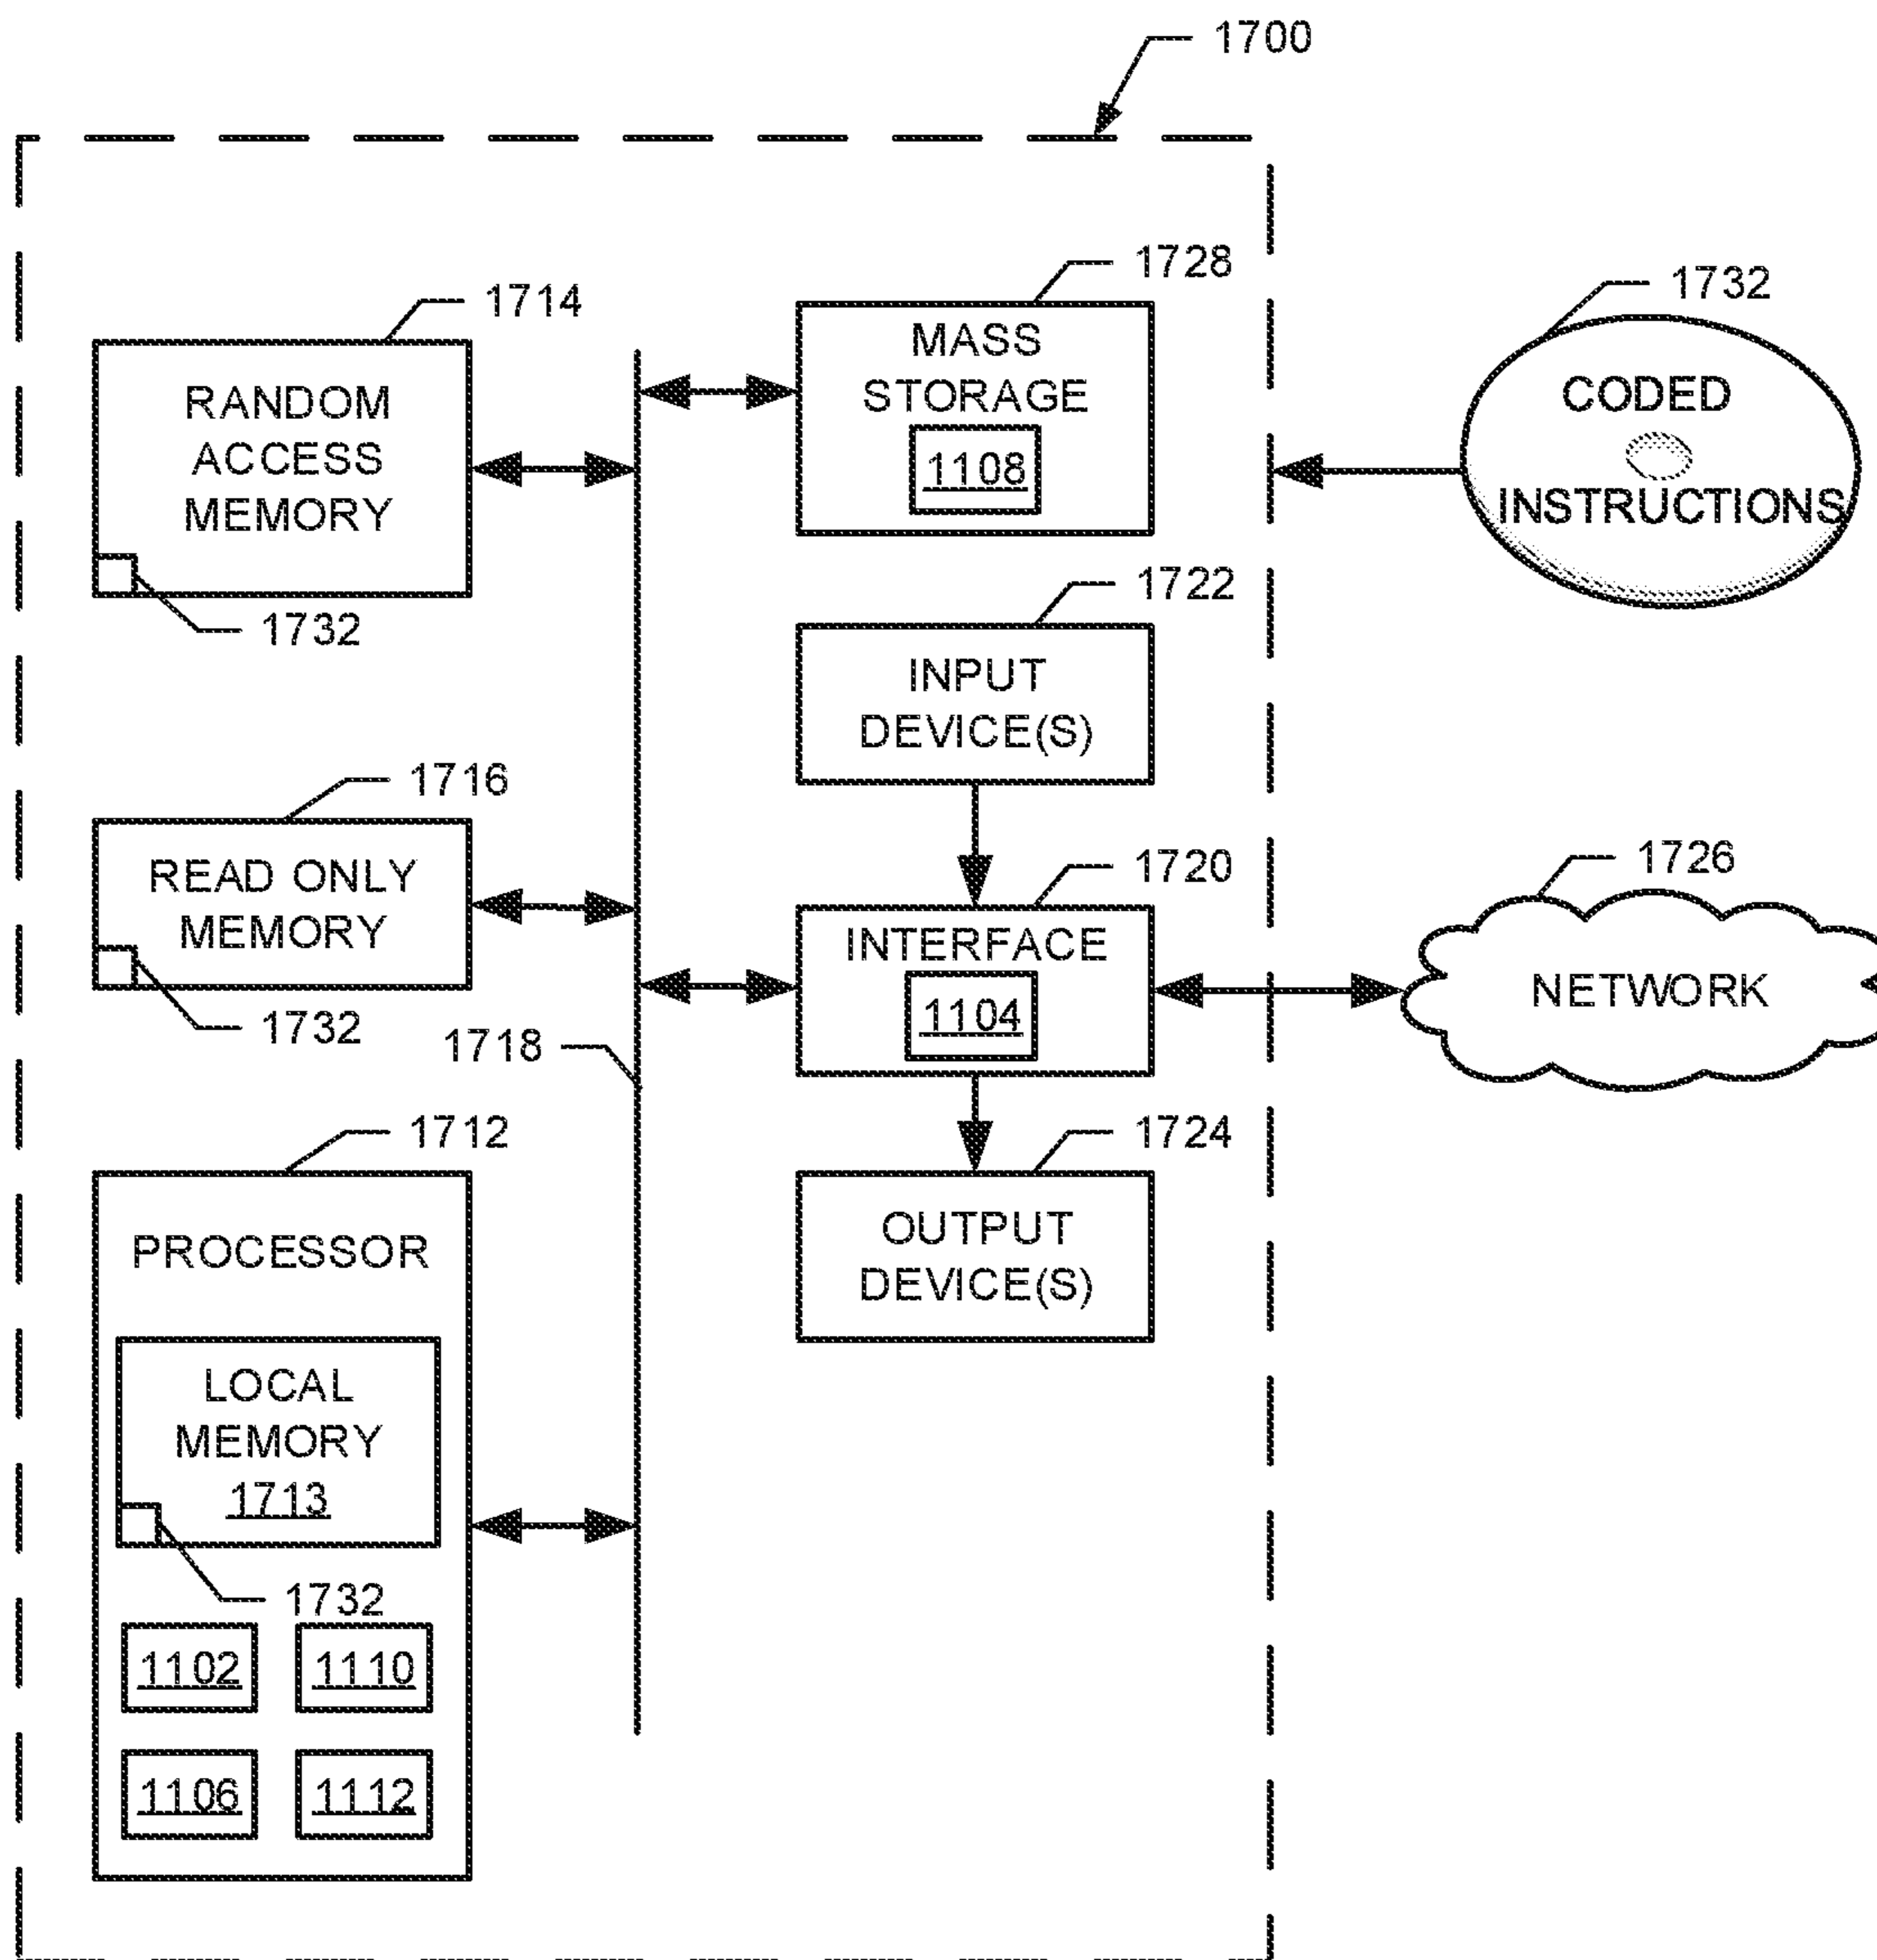 1700
1728
1714
1732
MASS
STORAGE
1108
RANDOM
ACCESS
MEMORY
CODED
INSTRUCTIONS
1732
1722
INPUT
DEVICE(S)
1716
READ ONLY
MEMORY
1732
1720
INTERFACE
1104
1726
NETWORK
1718
1712
1724
PROCESSOR
OUTPUT
DEVICE(S)
LOCAL
MEMORY
1713
1732
1102
1110
1106
1112